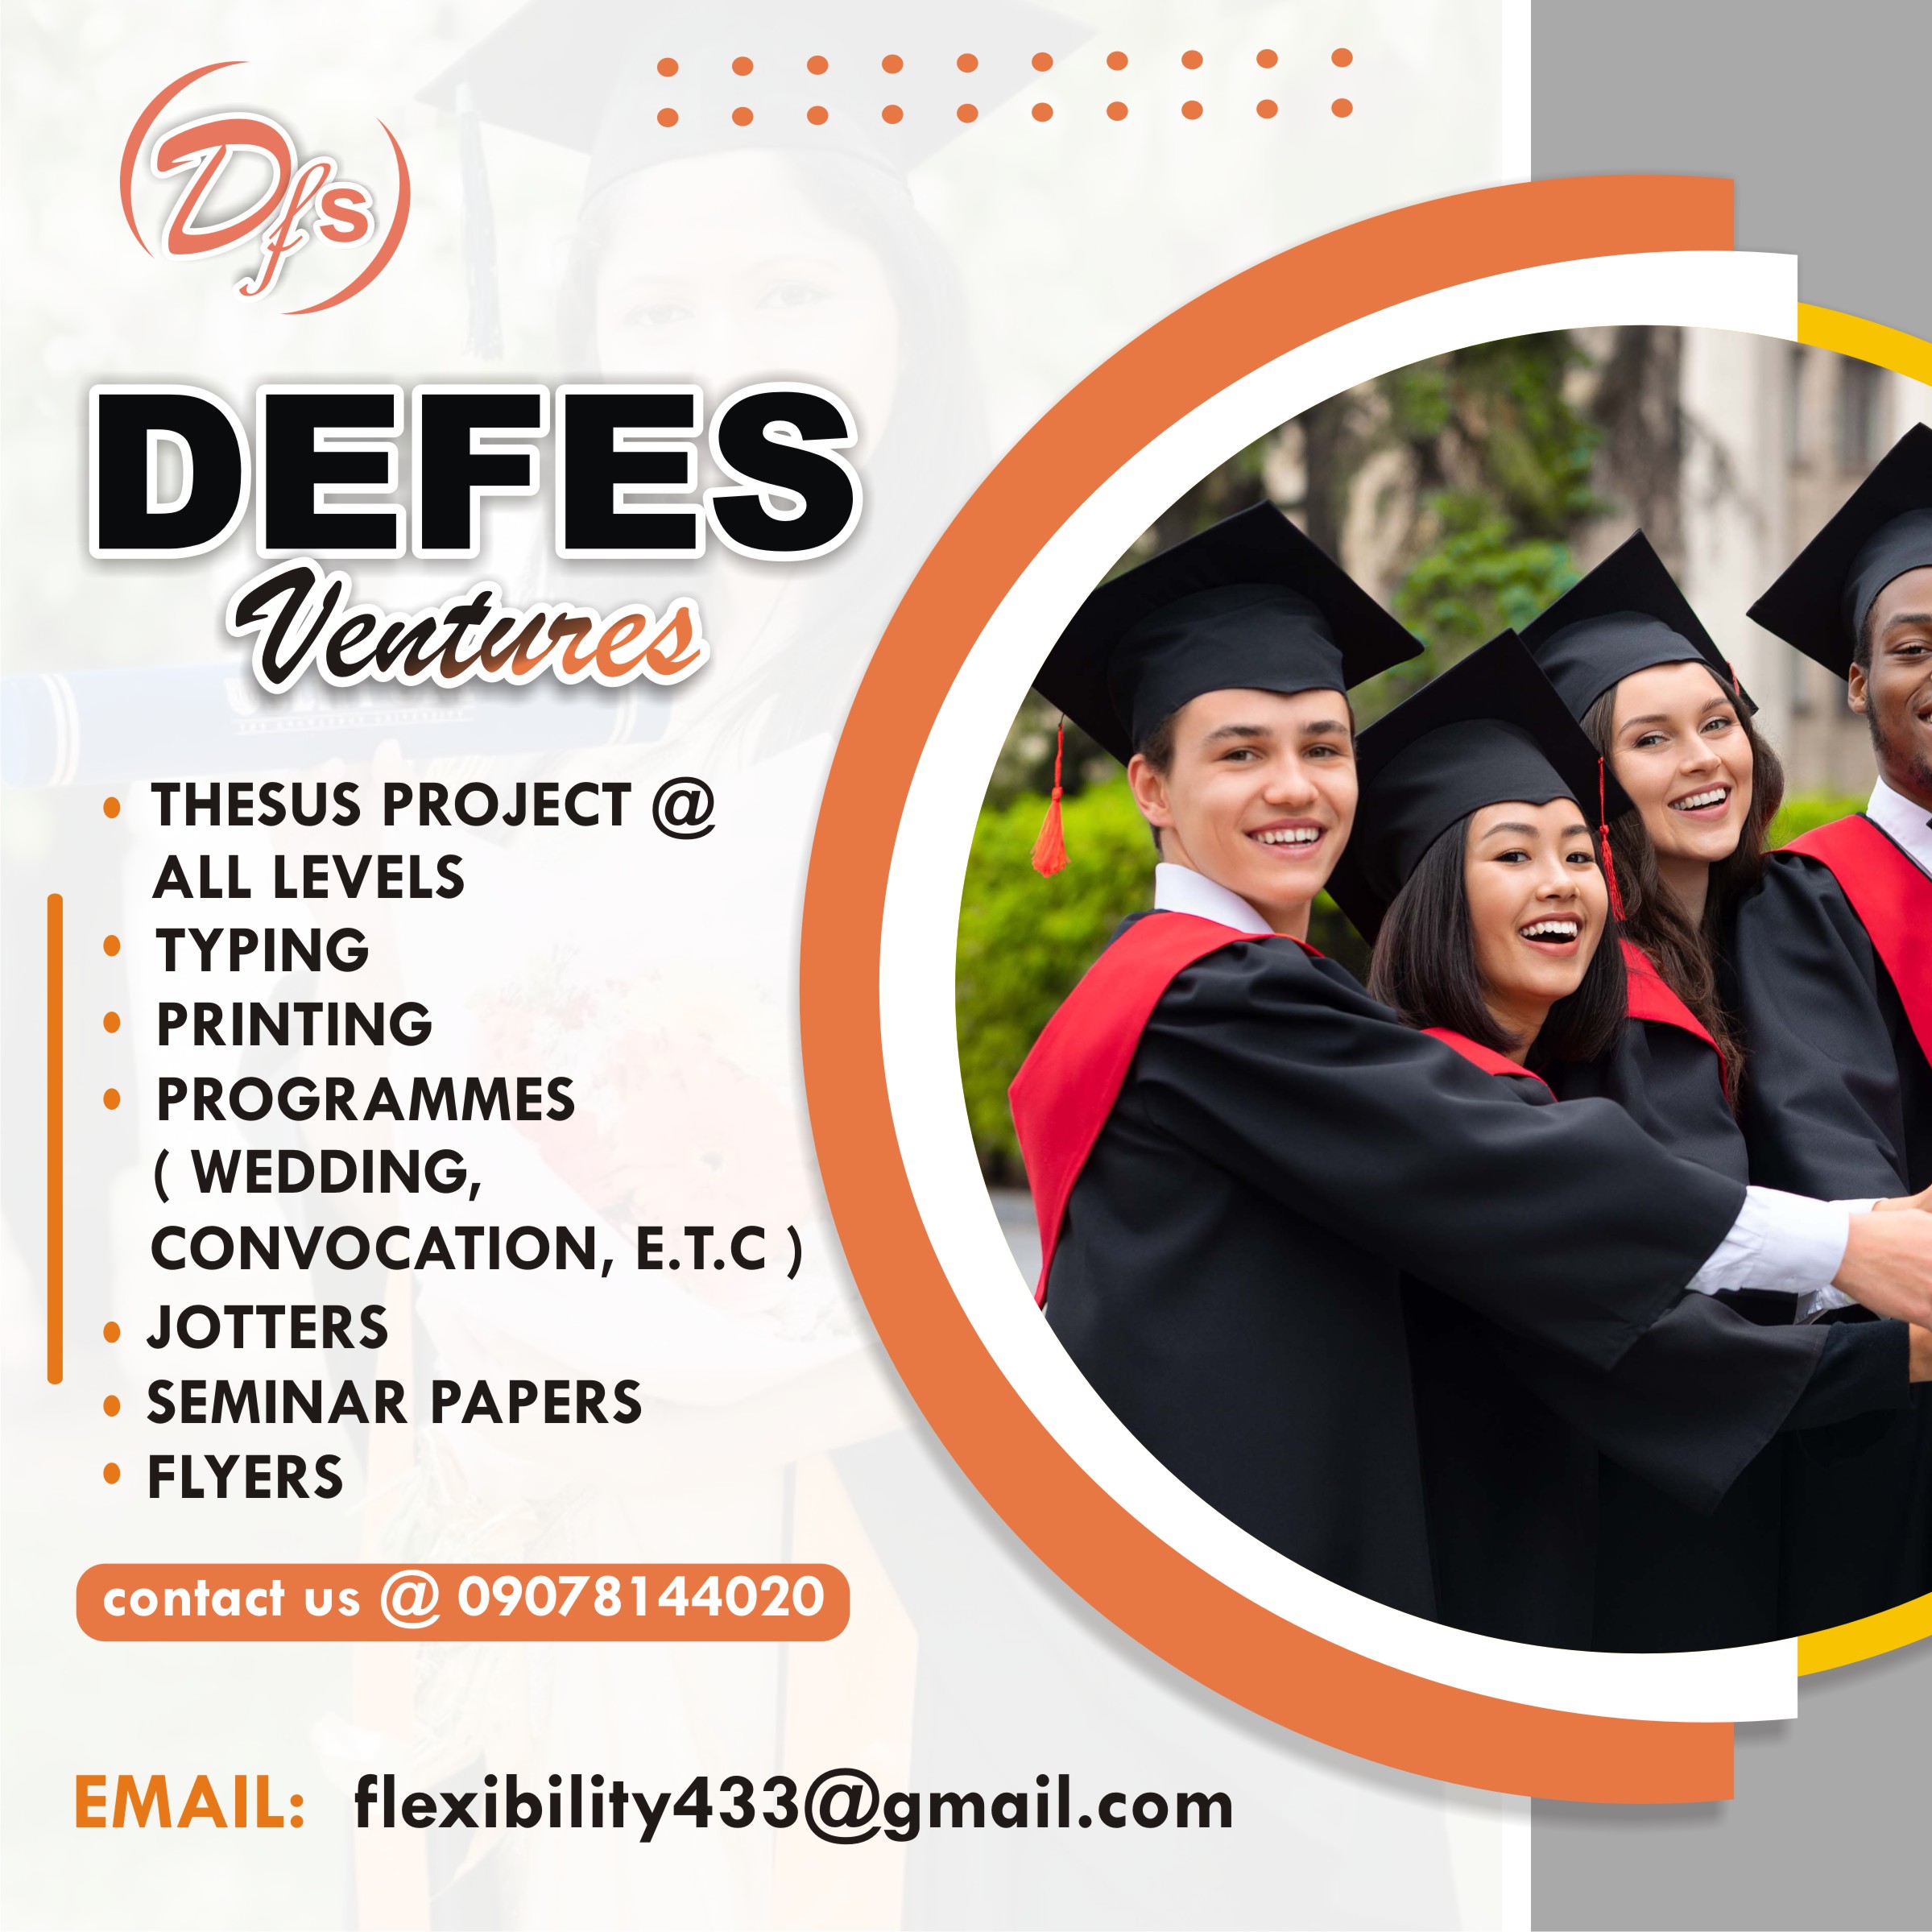 Dfs
DEFES
Ventures
• THESUS PROJECT @
ALL LEVELS
• TYPING
• PRINTING
• PROGRAMMES
( WEDDING,
CONVOCATION, E.T.C )
• JOTTERS
• SEMINAR PAPERS
• FLYERS
contact us @ 09078144020
EMAIL: flexibility433@gmail.com